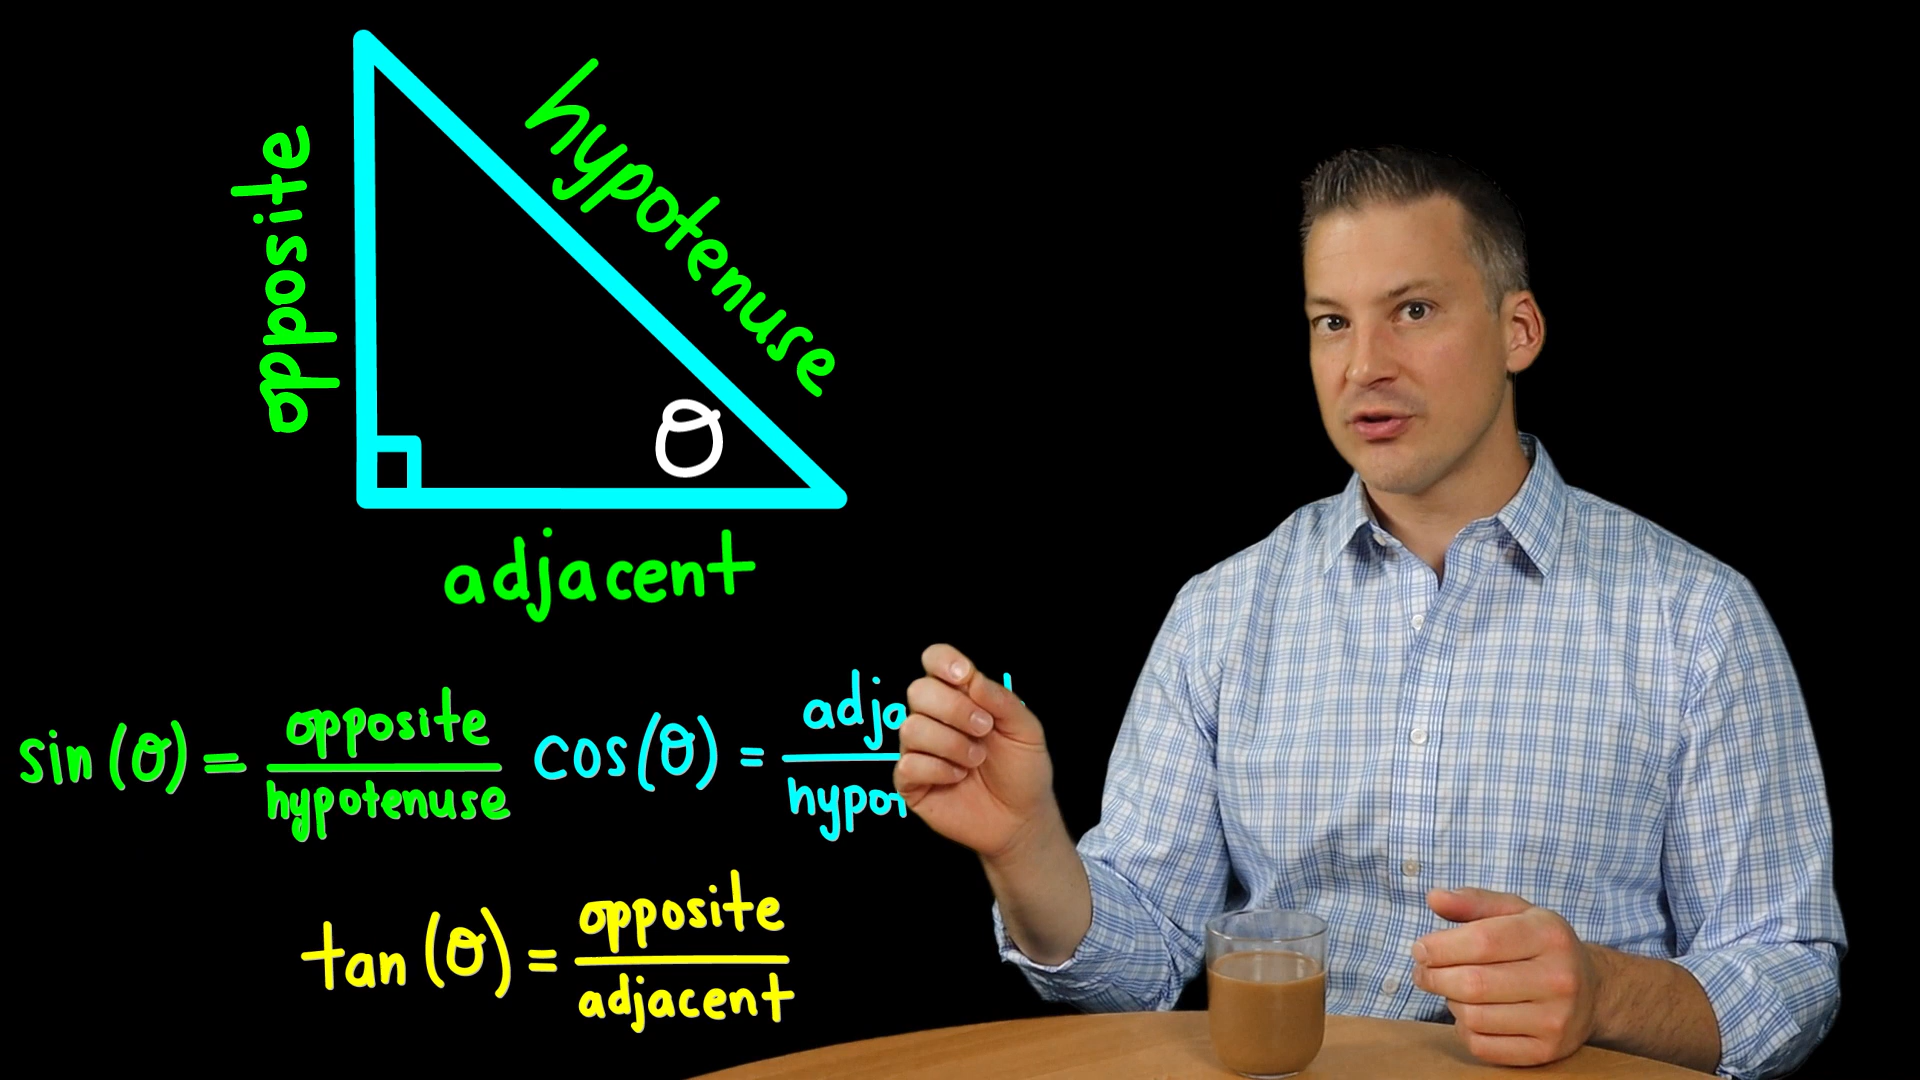 hypotenuse
opposite
θ
adjacent
sin(θ) = opposite/hypotenuse
cos(θ) =
tan(θ) = opposite/adjacent